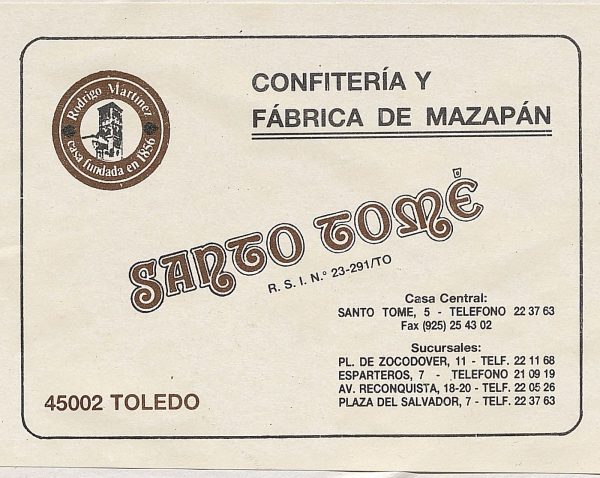 Rodrigo Martínez
casa fundada en 1856
CONFITERÍA Y
FÁBRICA DE MAZAPÁN
SANTO TOMÉ
R. S. I. N.º 23-291/TO
Casa Central:
SANTO TOME, 5 - TELEFONO 22 37 63
Fax (925) 25 43 02
Sucursales:
PL. DE ZOCODOVER, 11 - TELF. 22 11 68
ESPARTEROS, 7 - TELEFONO 21 09 19
AV. RECONQUISTA, 18-20 - TELF. 22 05 26
PLAZA DEL SALVADOR, 7 - TELF. 22 37 63
45002 TOLEDO